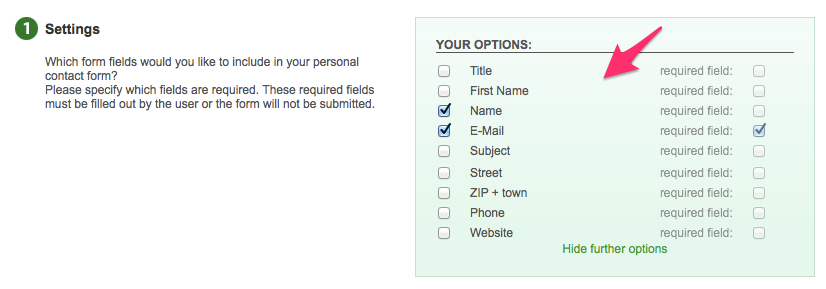 1 Settings
Which form fields would you like to include in your personal
contact form?
Please specify which fields are required. These required fields
must be filled out by the user or the form will not be submitted.
YOUR OPTIONS:
Title required field:
First Name required field:
Name required field:
E-Mail required field:
Subject required field:
Street required field:
ZIP + town required field:
Phone required field:
Website required field:
Hide further options